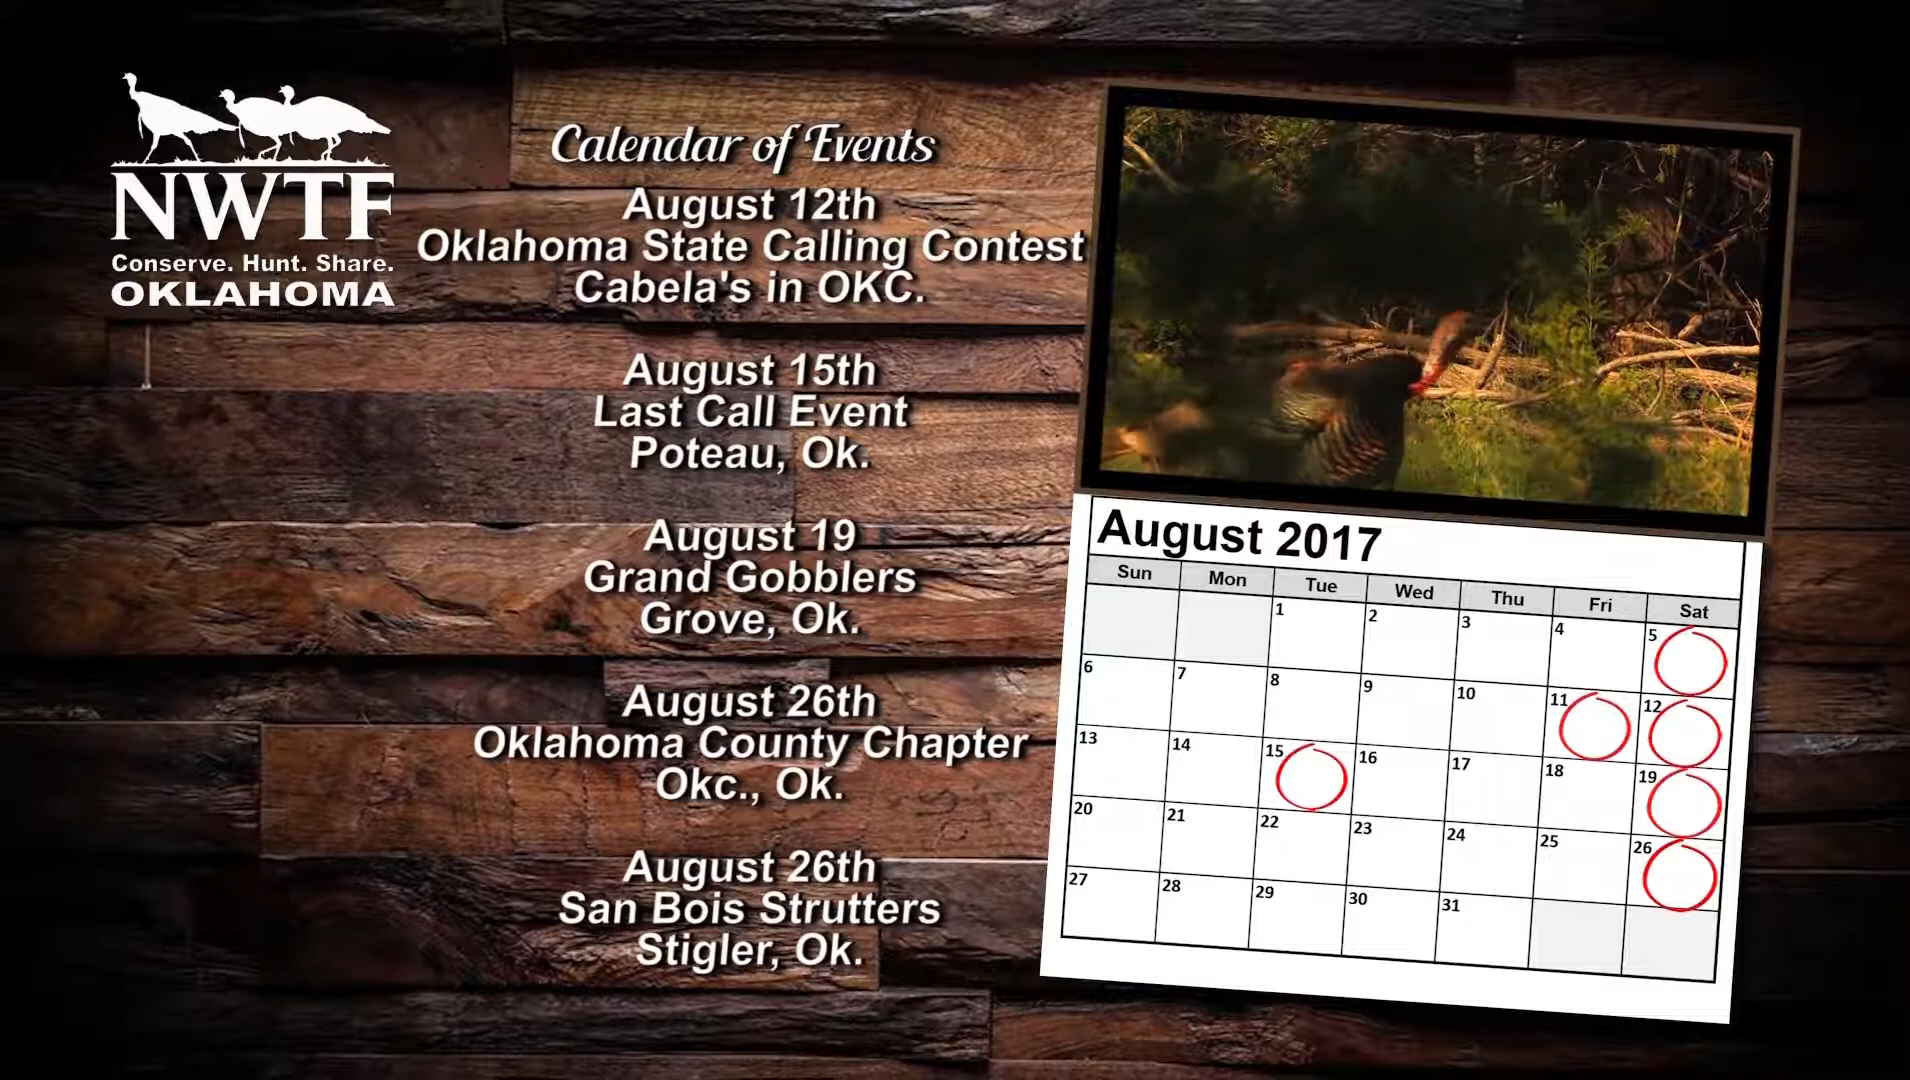 NWTF
Conserve. Hunt. Share.
OKLAHOMA
Calendar of Events
August 12th
Oklahoma State Calling Contest
Cabela's in OKC.
August 15th
Last Call Event
Poteau, Ok.
August 19
Grand Gobblers
Grove, Ok.
August 26th
Oklahoma County Chapter
Okc., Ok.
August 26th
San Bois Strutters
Stigler, Ok.
August 2017
Sun Mon Tue Wed Thu Fri Sat
1 2 3 4 5
6 7 8 9 10 11 12
13 14 15 16 17 18 19
20 21 22 23 24 25 26
27 28 29 30 31